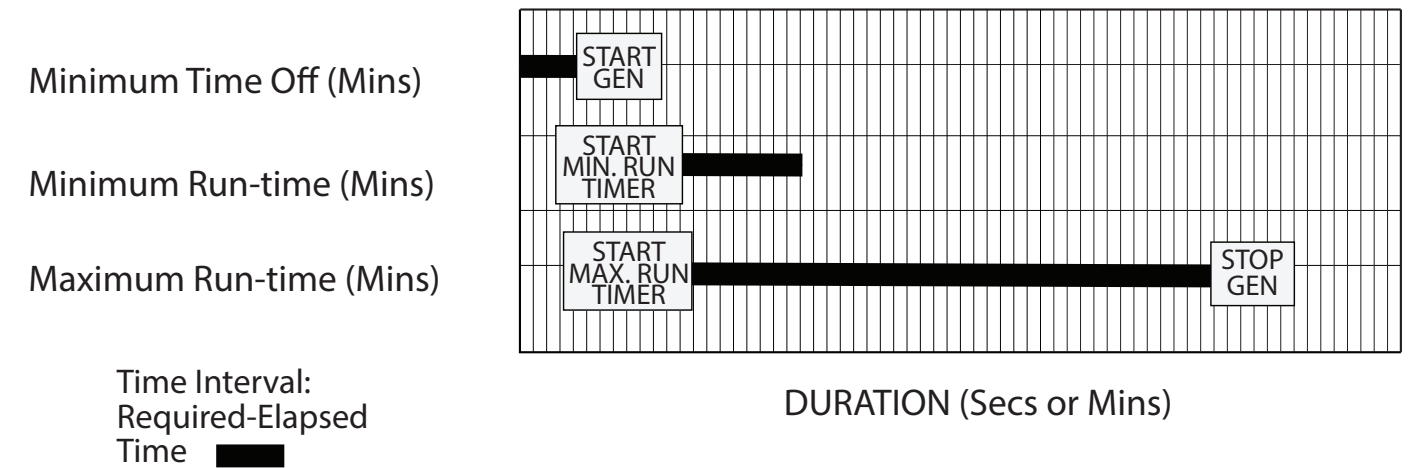 Minimum Time Off (Mins)
START
GEN
Minimum Run-time (Mins)
START
MIN. RUN
TIMER
Maximum Run-time (Mins)
START
MAX. RUN
TIMER
STOP
GEN
Time Interval:
Required-Elapsed
Time
DURATION (Secs or Mins)